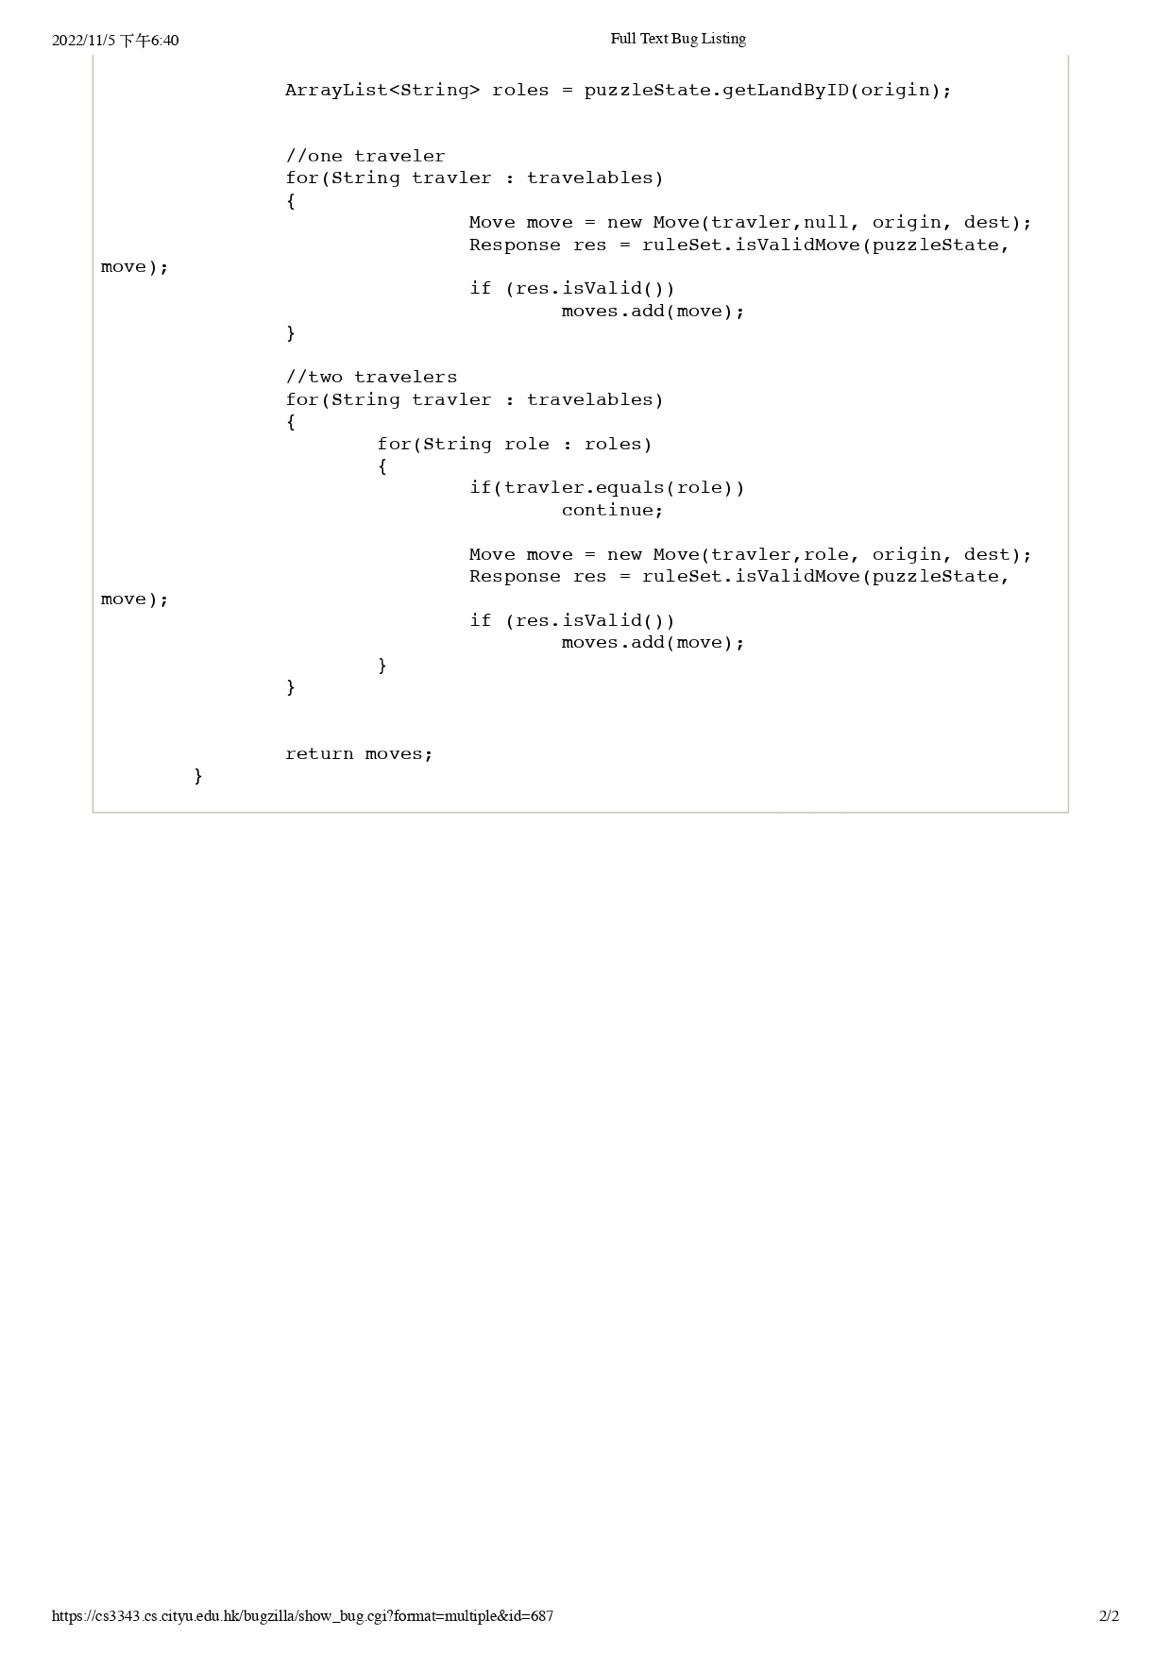 2022/11/5 下午6:40
Full Text Bug Listing
ArrayList<String> roles = puzzleState.getLandByID(origin);
//one traveler
for(String travler : travelables)
{
Move move = new Move(travler,null, origin, dest);
Response res = ruleSet.isValidMove(puzzleState,
move);
if (res.isValid())
moves.add(move);
}
//two travelers
for(String travler : travelables)
{
for(String role : roles)
{
if(travler.equals(role))
continue;
Move move = new Move(travler,role, origin, dest);
Response res = ruleSet.isValidMove(puzzleState,
move);
if (res.isValid())
moves.add(move);
}
}
return moves;
}
https://cs3343.cs.cityu.edu.hk/bugzilla/show_bug.cgi?format=multiple&id=687
2/2